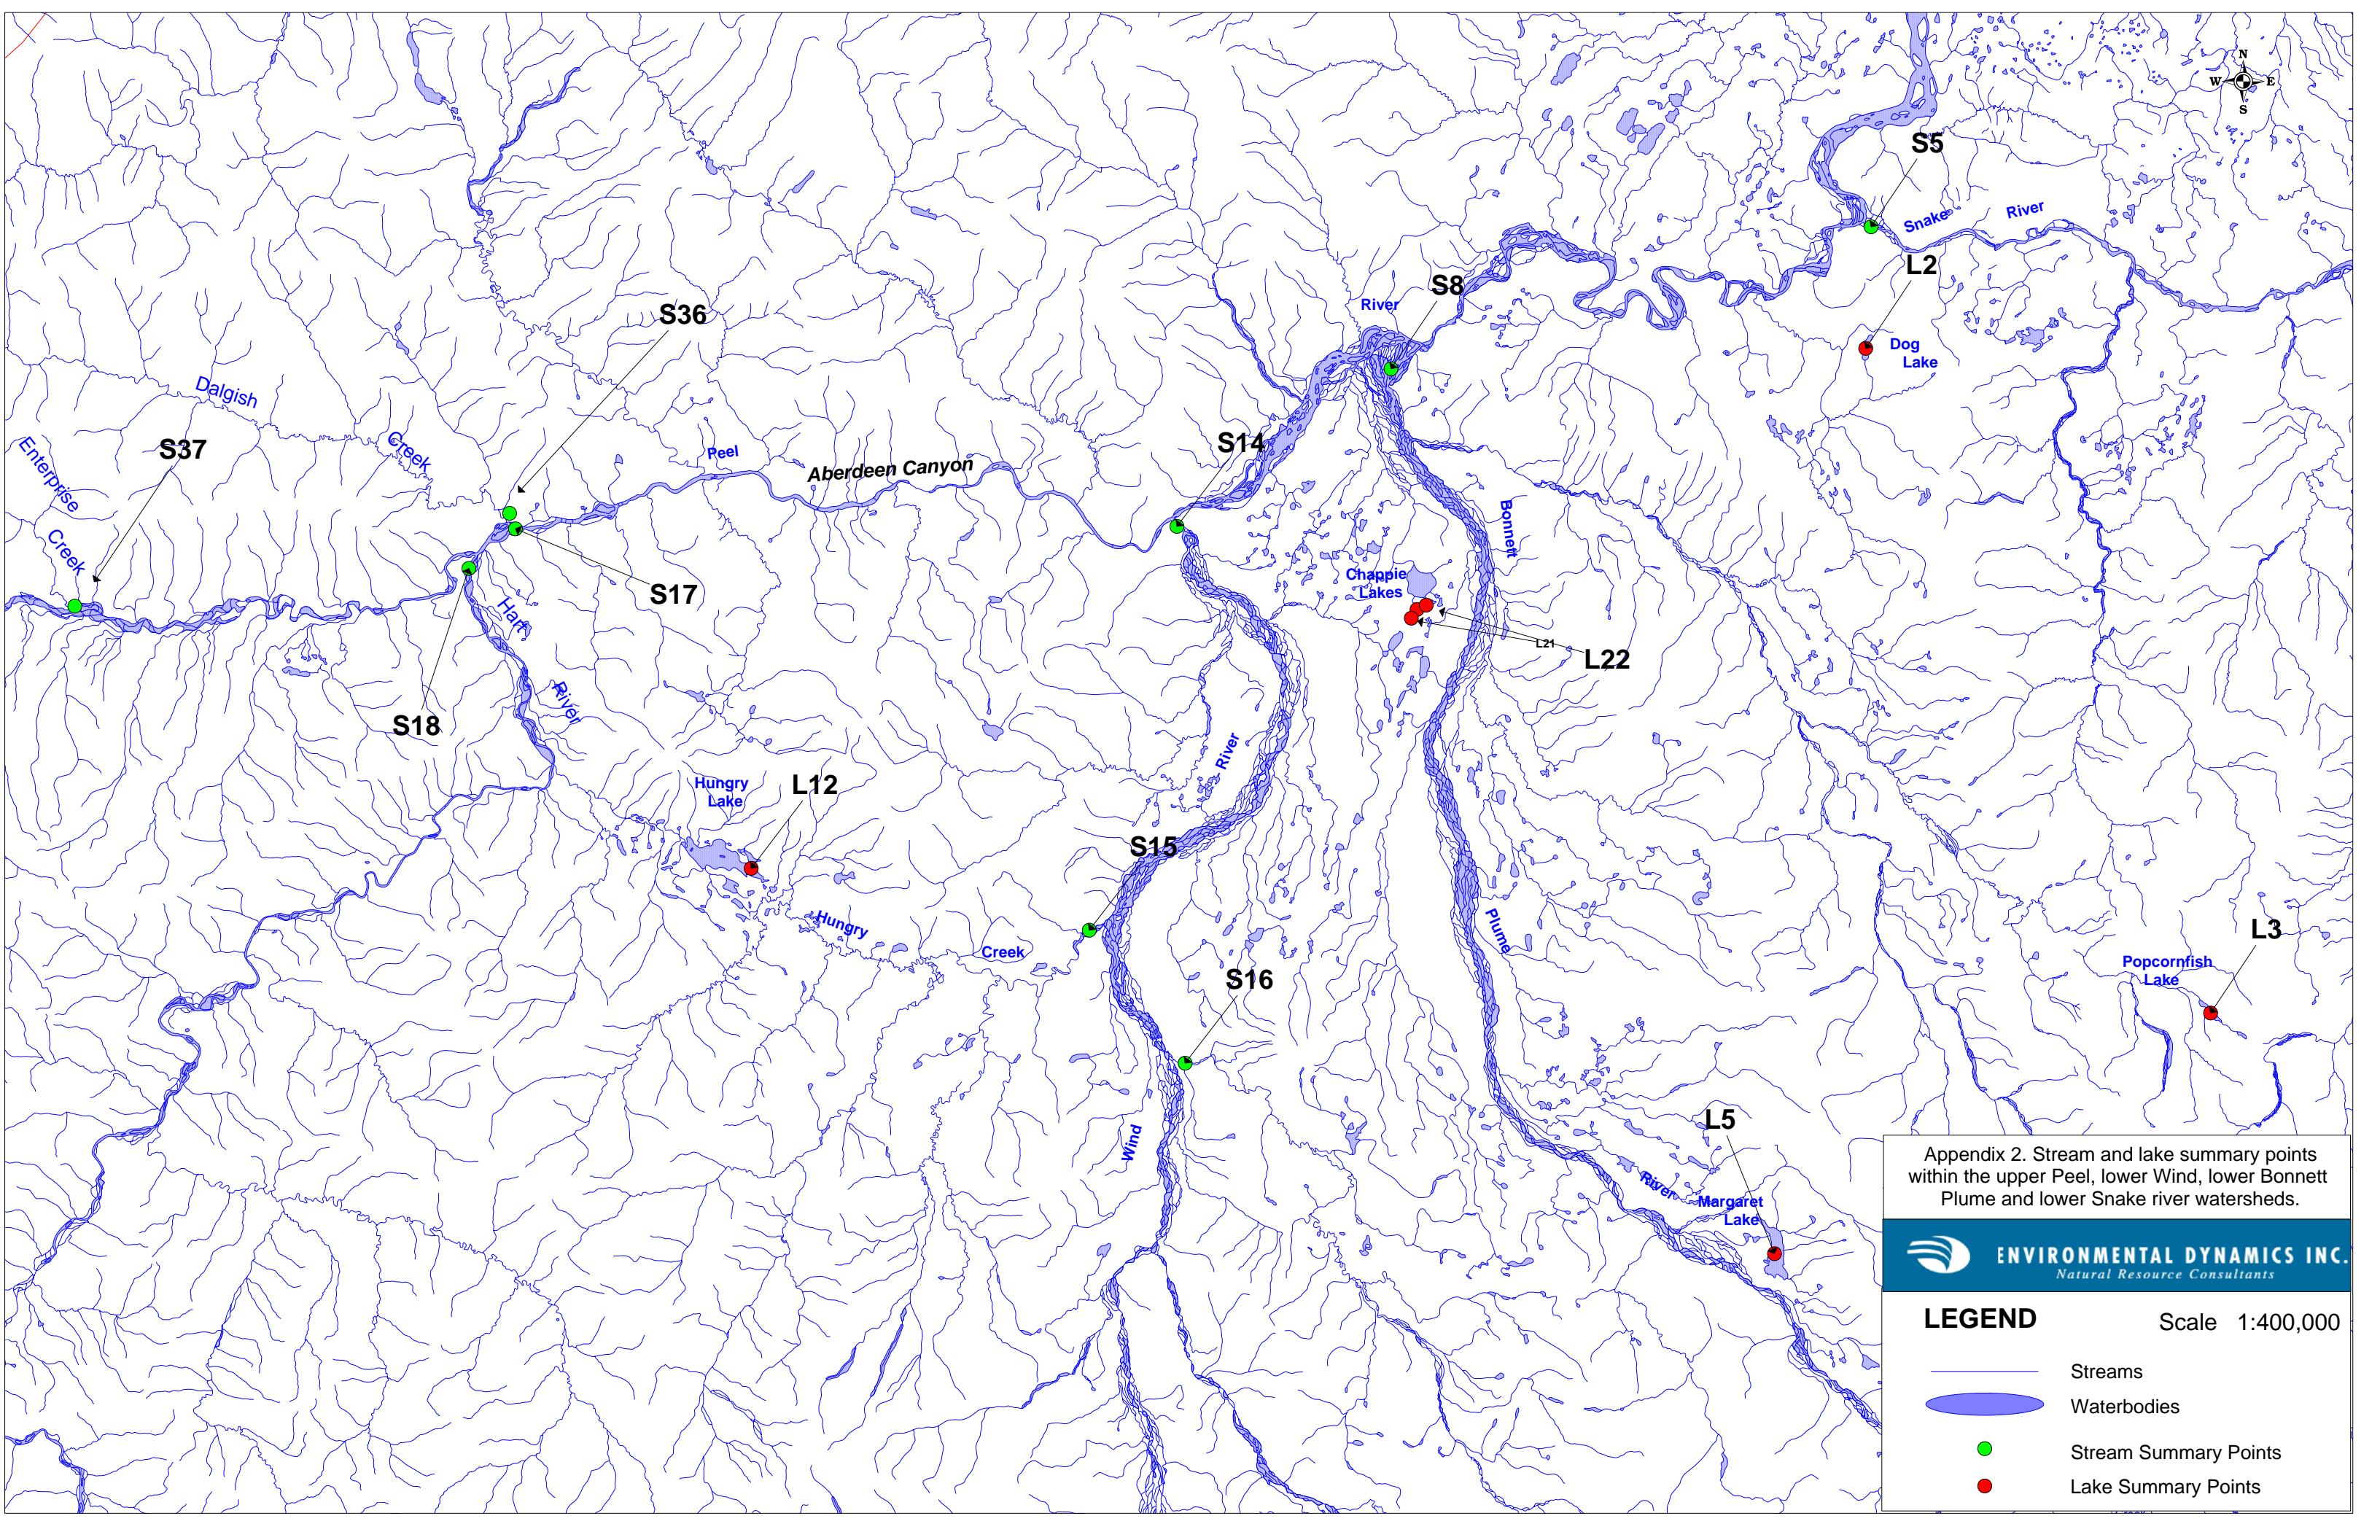 N
W E
S
S5
Snake
River
L2
S8
River
S36
Dog
Lake
Dalgish
Creek
S37
Enterprise
Creek
S14
Peel
Aberdeen Canyon
Bonnett
S17
Chappie
Lakes
Hart
River
L21
L22
S18
River
Hungry
Lake
L12
S15
Hungry
Creek
Plume
L3
S16
Popcornfish
Lake
Wind
L5
River
Margaret
Lake
Appendix 2. Stream and lake summary points
within the upper Peel, lower Wind, lower Bonnett
Plume and lower Snake river watersheds.
ENVIRONMENTAL DYNAMICS INC.
Natural Resource Consultants
LEGEND Scale 1:400,000
Streams
Waterbodies
Stream Summary Points
Lake Summary Points